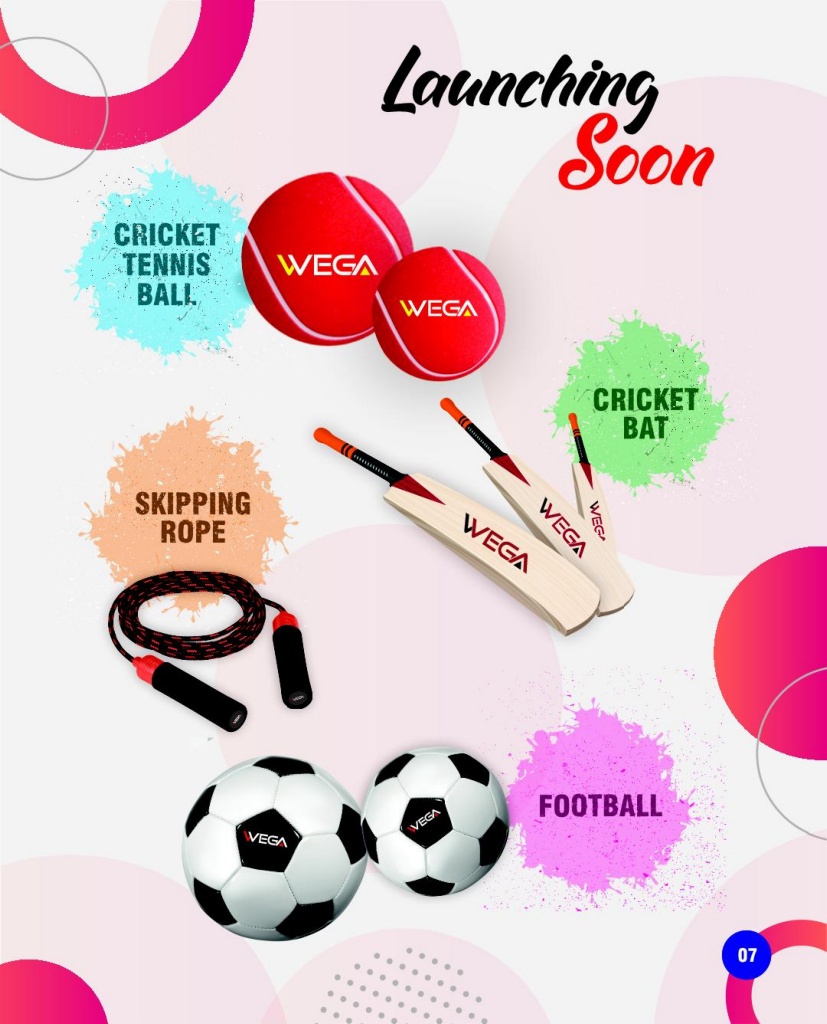 Launching
Soon
CRICKET
TENNIS
BALL
WEGA
WEGA
CRICKET
BAT
SKIPPING
ROPE
WEGA
WEGA
WEGA
FOOTBALL
WEGA
WEGA
07